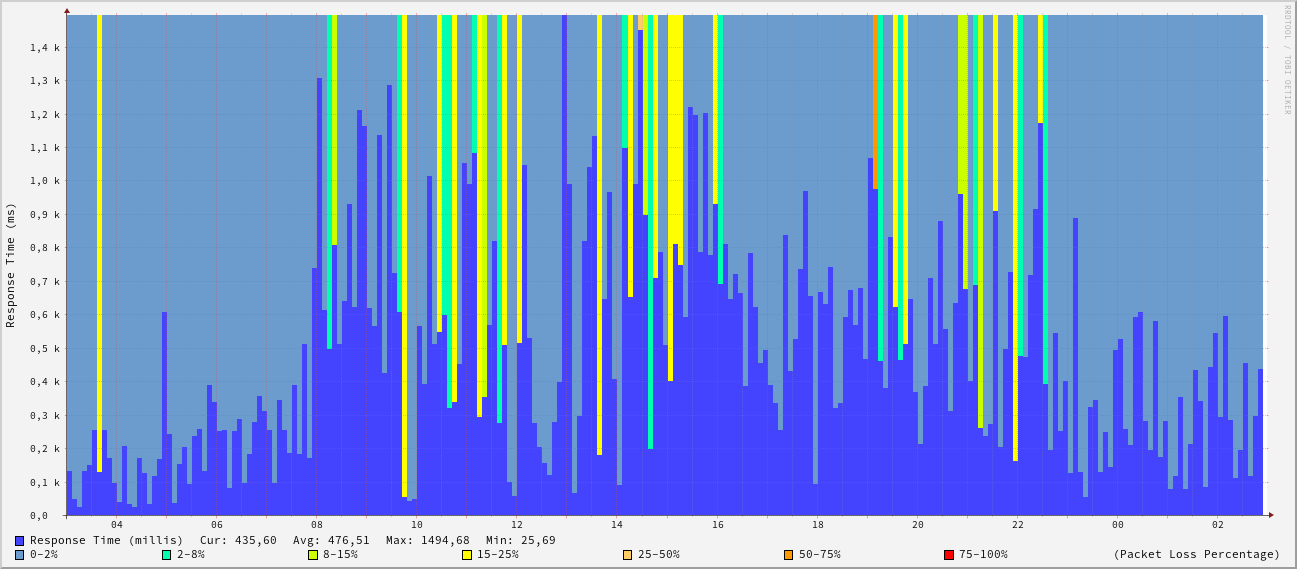 RRDTOOL / TOBI OETIKER
Response Time (ms)
1,4 k
1,3 k
1,2 k
1,1 k
1,0 k
0,9 k
0,8 k
0,7 k
0,6 k
0,5 k
0,4 k
0,3 k
0,2 k
0,1 k
0,0
04 06 08 10 12 14 16 18 20 22 00 02
Response Time (millis) Cur: 435,60 Avg: 476,51 Max: 1494,68 Min: 25,69
0-2% 2-8% 8-15% 15-25% 25-50% 50-75% 75-100% (Packet Loss Percentage)